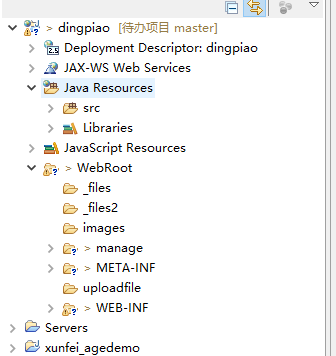 > dingpiao [待办项目 master]
Deployment Descriptor: dingpiao
JAX-WS Web Services
Java Resources
src
Libraries
JavaScript Resources
> WebRoot
_files
_files2
images
> manage
> META-INF
uploadfile
> WEB-INF
Servers
xunfei_agedemo